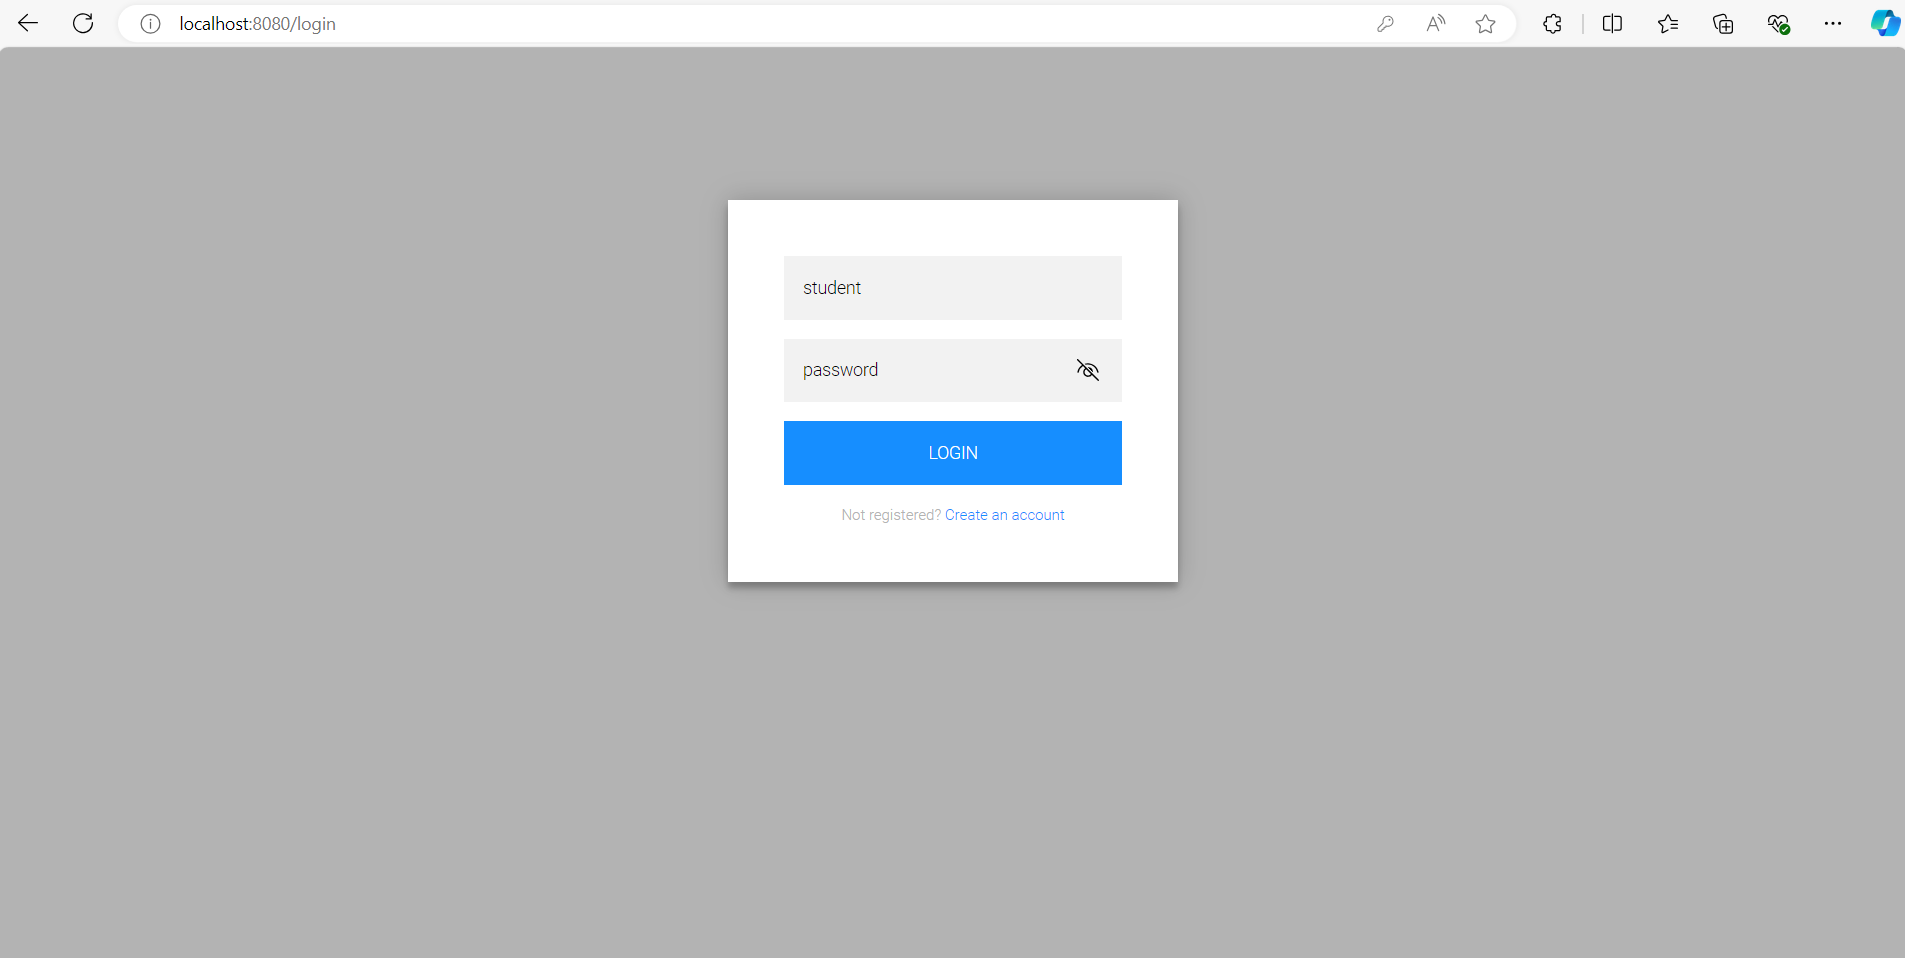 localhost:8080/login
student
password
LOGIN
Not registered? Create an account